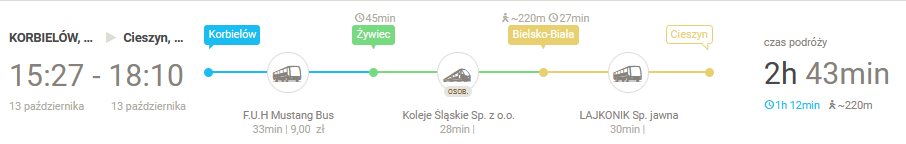 KORBIELÓW, ... Cieszyn, ...
15:27 - 18:10
13 października 13 października
45min ~220m 27min
Korbielów Żywiec Bielsko-Biała Cieszyn
OSOB.
F.U.H Mustang Bus Koleje Śląskie Sp. z o.o. LAJKONIK Sp. jawna
33min | 9,00 zł 28min | 30min |
czas podróży
2h 43min
1h 12min ~220m